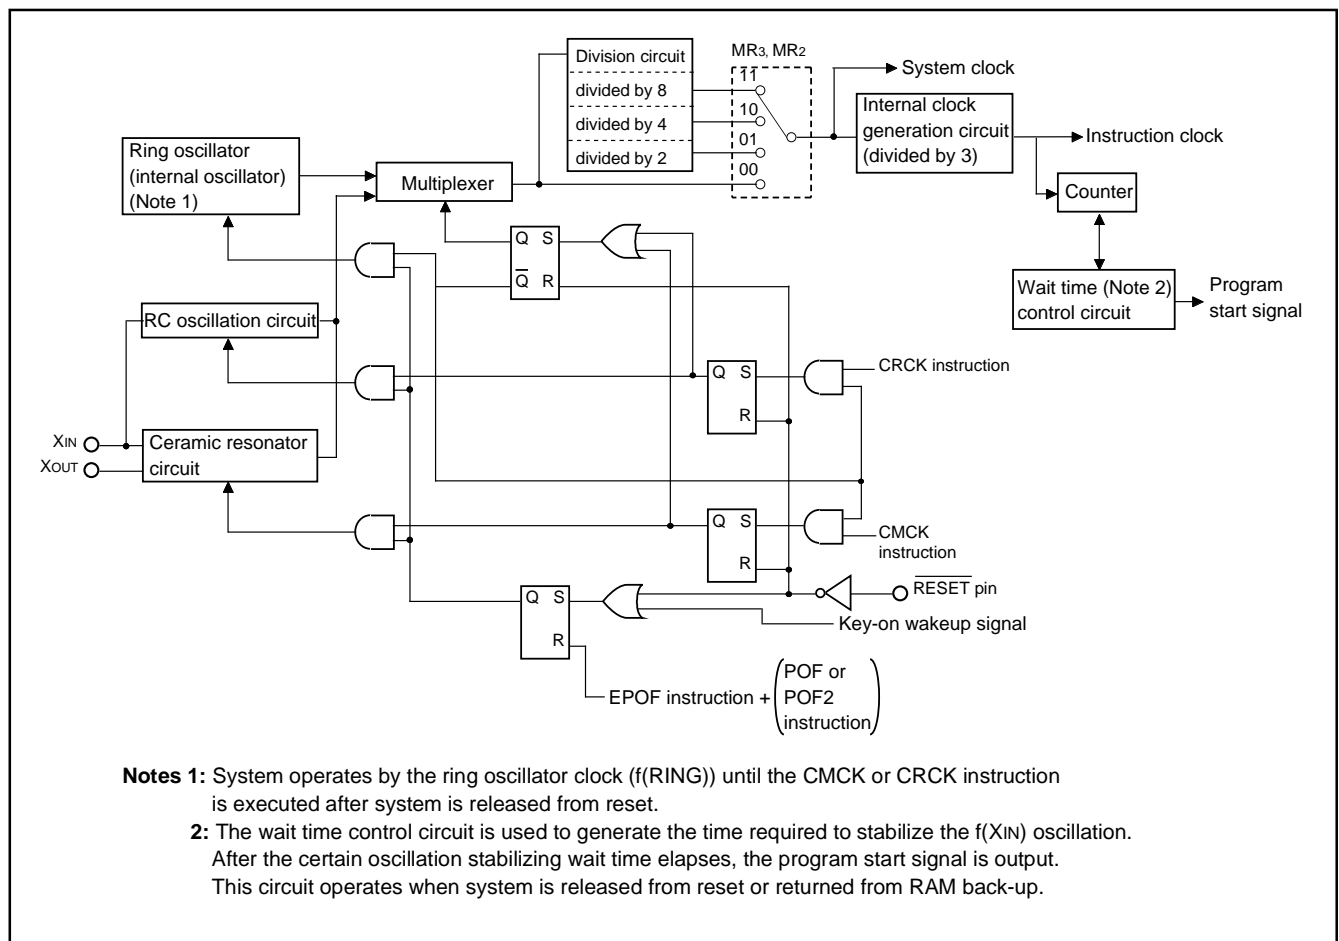 Division circuit
divided by 8
divided by 4
divided by 2
MR3, MR2
11
10
01
00
System clock
Internal clock
generation circuit
(divided by 3)
Instruction clock
Counter
Wait time (Note 2)
control circuit
Program
start signal
Ring oscillator
(internal oscillator)
(Note 1)
Multiplexer
Q S
Q̅ R
RC oscillation circuit
Q S
R
CRCK instruction
XIN
XOUT
Ceramic resonator
circuit
Q S
R
CMCK
instruction
Q S
R
R̅E̅S̅E̅T̅ pin
Key-on wakeup signal
EPOF instruction + (POF or
POF2
instruction)
Notes 1: System operates by the ring oscillator clock (f(RING)) until the CMCK or CRCK instruction
is executed after system is released from reset.
2: The wait time control circuit is used to generate the time required to stabilize the f(XIN) oscillation.
After the certain oscillation stabilizing wait time elapses, the program start signal is output.
This circuit operates when system is released from reset or returned from RAM back-up.